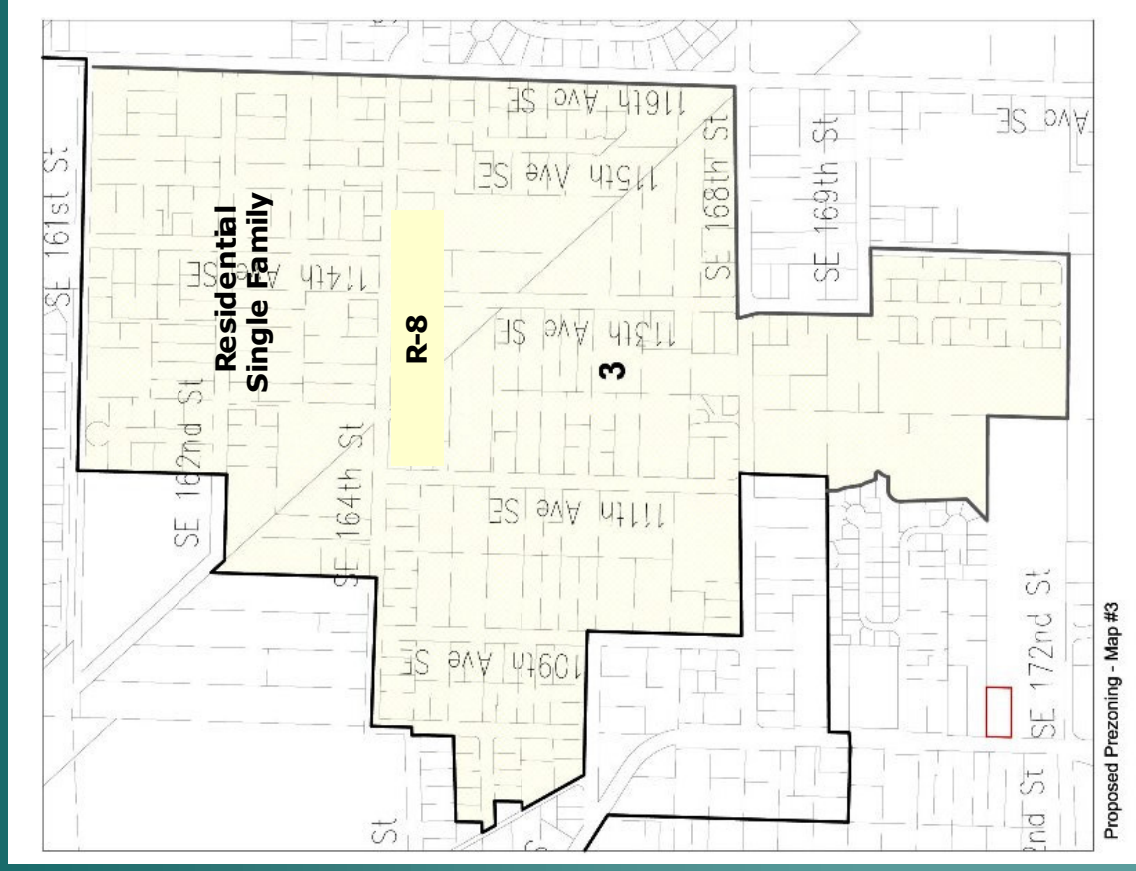 116th Ave SE
115th Ave SE
114th Ave SE
113th Ave SE
111th Ave SE
109th Ave SE
Ave SE
SE 161st St
SE 162nd St
SE 164th St
SE 168th St
SE 169th St
SE 172nd St
2nd St
St
Residential
Single Family
R-8
3
Proposed Prezoning - Map #3